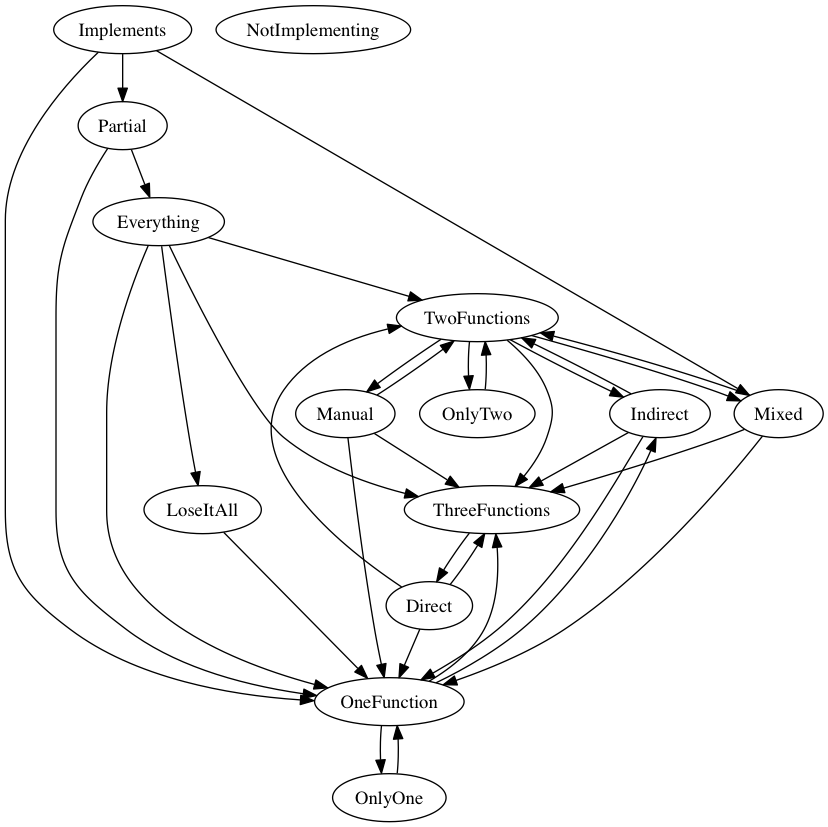 Implements
NotImplementing
Partial
Everything
TwoFunctions
Manual
OnlyTwo
Indirect
Mixed
LoseItAll
ThreeFunctions
Direct
OneFunction
OnlyOne